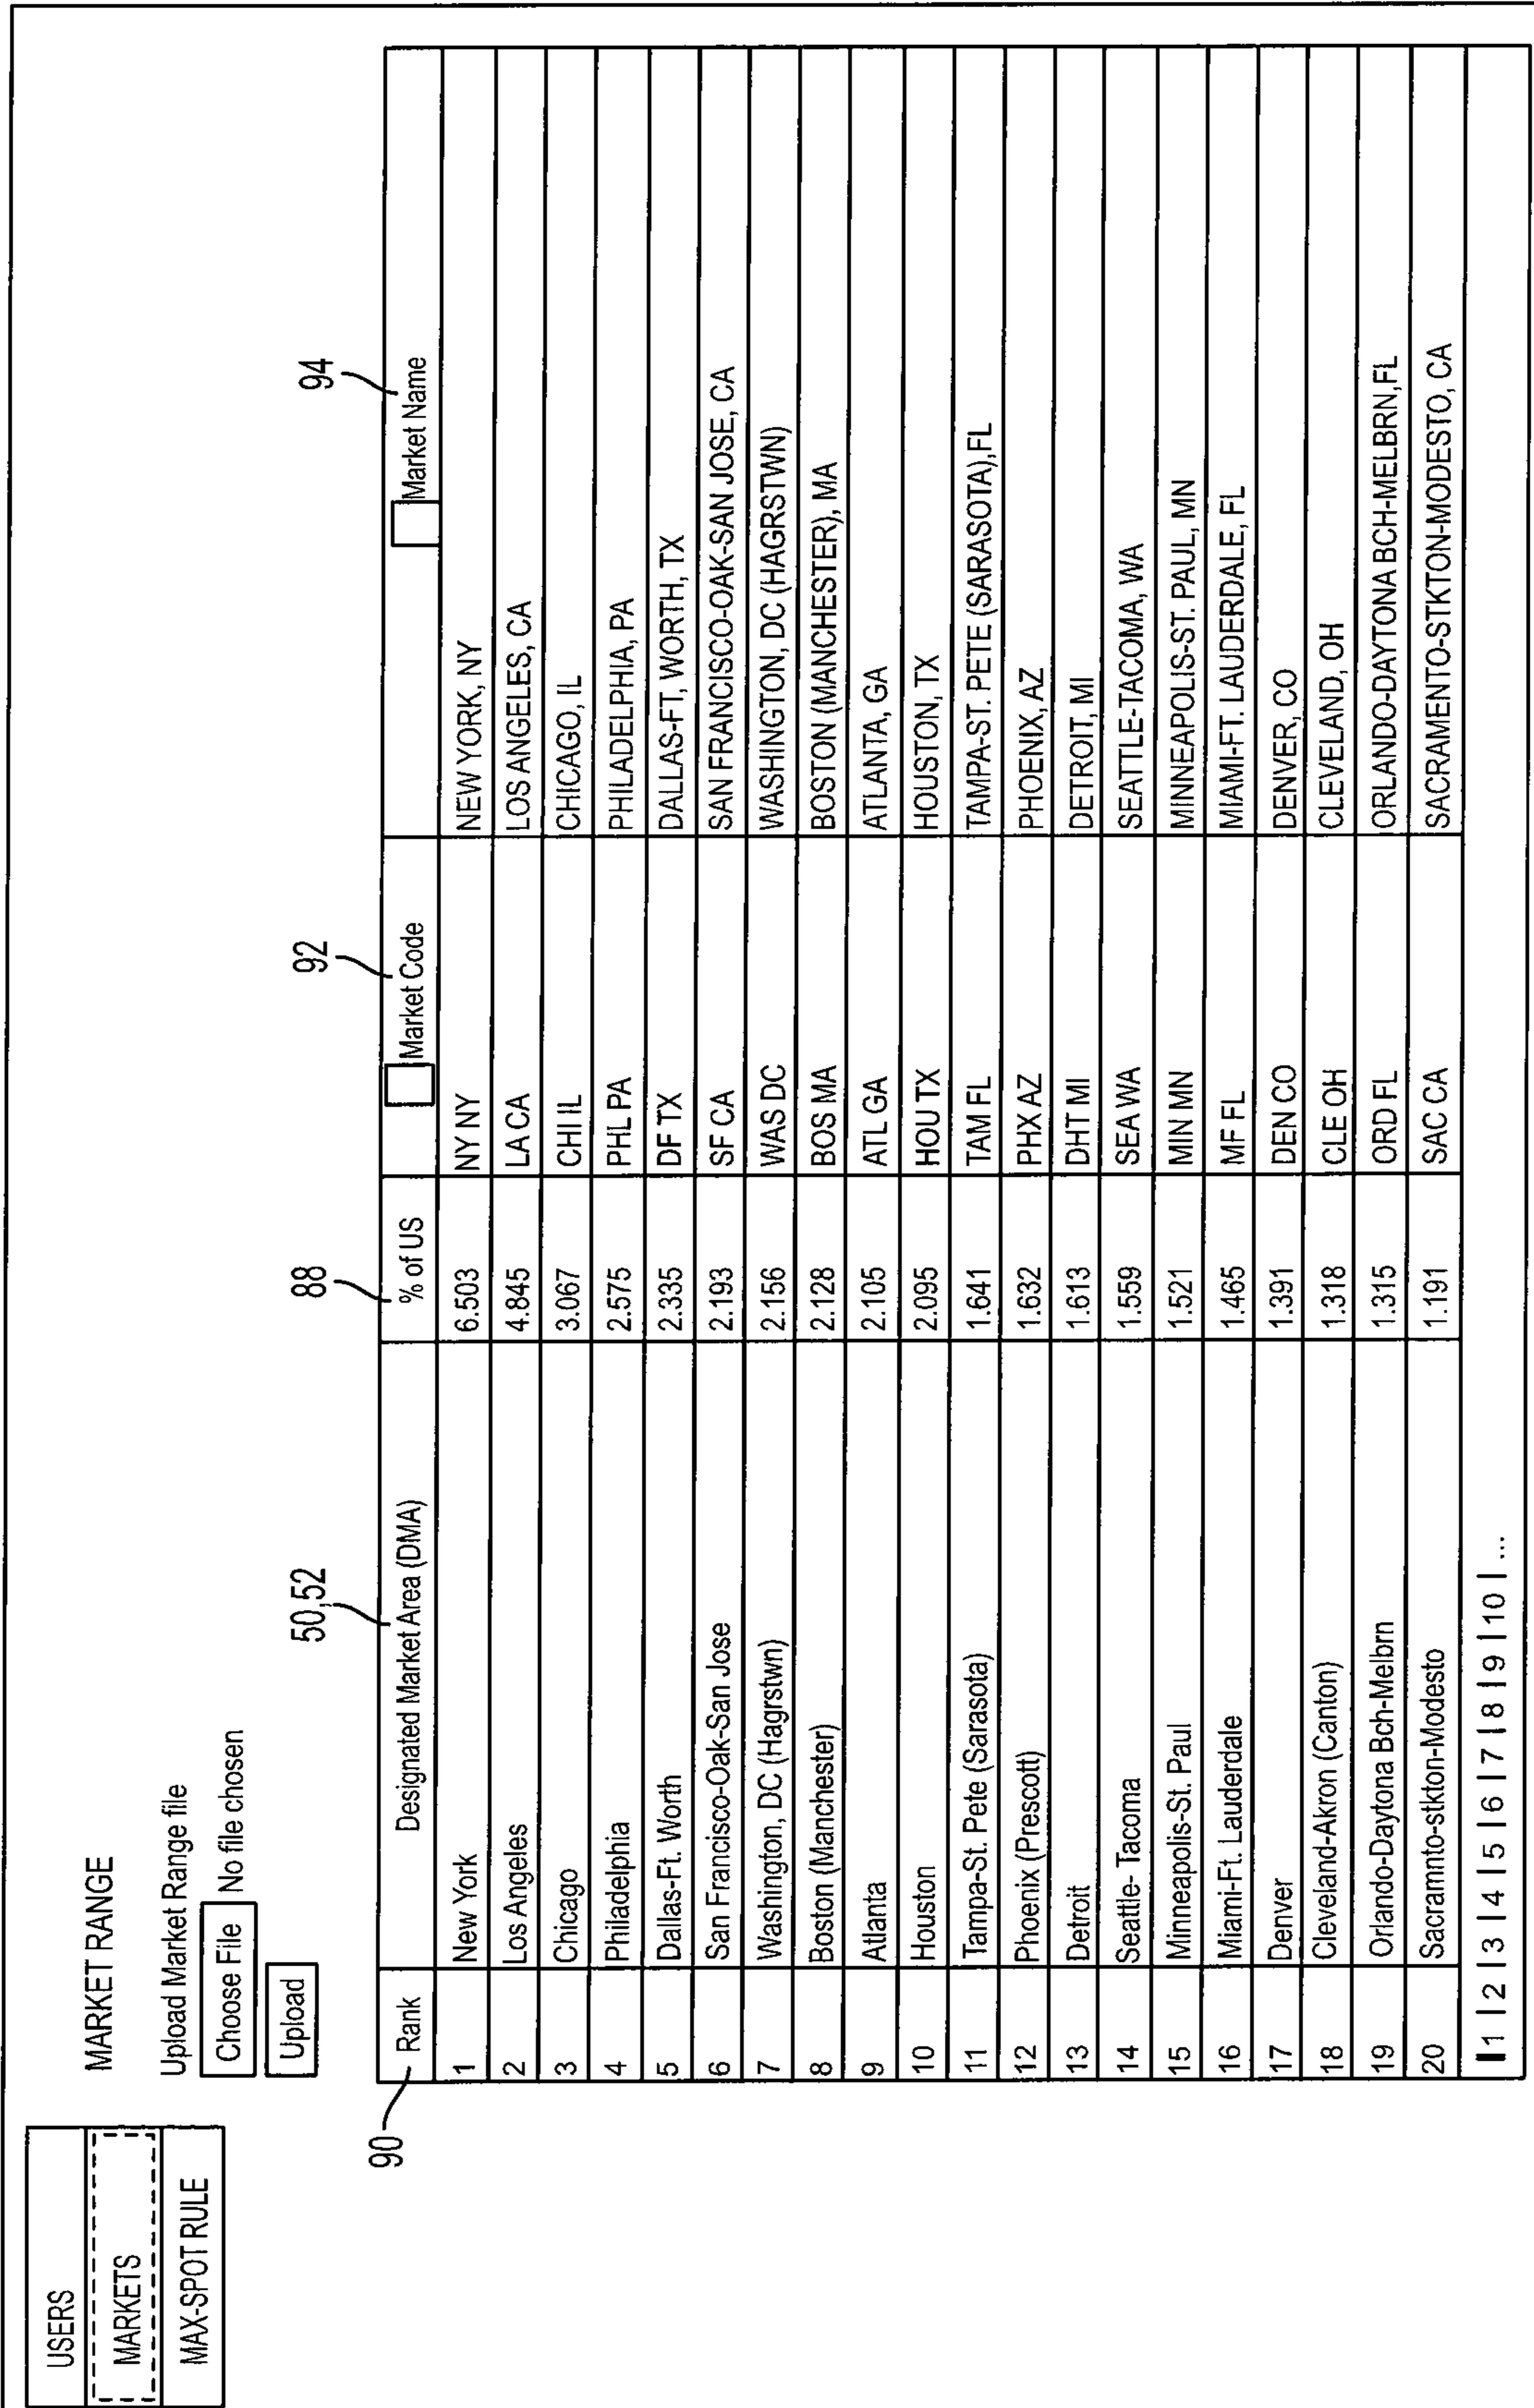 USERS
MARKETS
MAX-SPOT RULE
MARKET RANGE
Upload Market Range file
Choose File No file chosen
Upload
90 50,52 88 92 94
Rank Designated Market Area (DMA) % of US Market Code Market Name
1 New York 6.503 NY NY NEW YORK, NY
2 Los Angeles 4.845 LA CA LOS ANGELES, CA
3 Chicago 3.067 CHI IL CHICAGO, IL
4 Philadelphia 2.575 PHL PA PHILADELPHIA, PA
5 Dallas-Ft. Worth 2.335 DF TX DALLAS-FT, WORTH, TX
6 San Francisco-Oak-San Jose 2.193 SF CA SAN FRANCISCO-OAK-SAN JOSE, CA
7 Washington, DC (Hagrstwn) 2.156 WAS DC WASHINGTON, DC (HAGRSTWN)
8 Boston (Manchester) 2.128 BOS MA BOSTON (MANCHESTER), MA
9 Atlanta 2.105 ATL GA ATLANTA, GA
10 Houston 2.095 HOU TX HOUSTON, TX
11 Tampa-St. Pete (Sarasota) 1.641 TAM FL TAMPA-ST. PETE (SARASOTA),FL
12 Phoenix (Prescott) 1.632 PHX AZ PHOENIX, AZ
13 Detroit 1.613 DHT MI DETROIT, MI
14 Seattle- Tacoma 1.559 SEA WA SEATTLE-TACOMA, WA
15 Minneapolis-St. Paul 1.521 MIN MN MINNEAPOLIS-ST. PAUL, MN
16 Miami-Ft. Lauderdale 1.465 MF FL MIAMI-FT. LAUDERDALE, FL
17 Denver 1.391 DEN CO DENVER, CO
18 Cleveland-Akron (Canton) 1.318 CLE OH CLEVELAND, OH
19 Orlando-Daytona Bch-Melbrn 1.315 ORD FL ORLANDO-DAYTONA BCH-MELBRN,FL
20 Sacramnto-stkton-Modesto 1.191 SAC CA SACRAMENTO-STKTON-MODESTO, CA
|1 |2 |3 |4 |5 |6 |7 |8 |9 |10 | ...